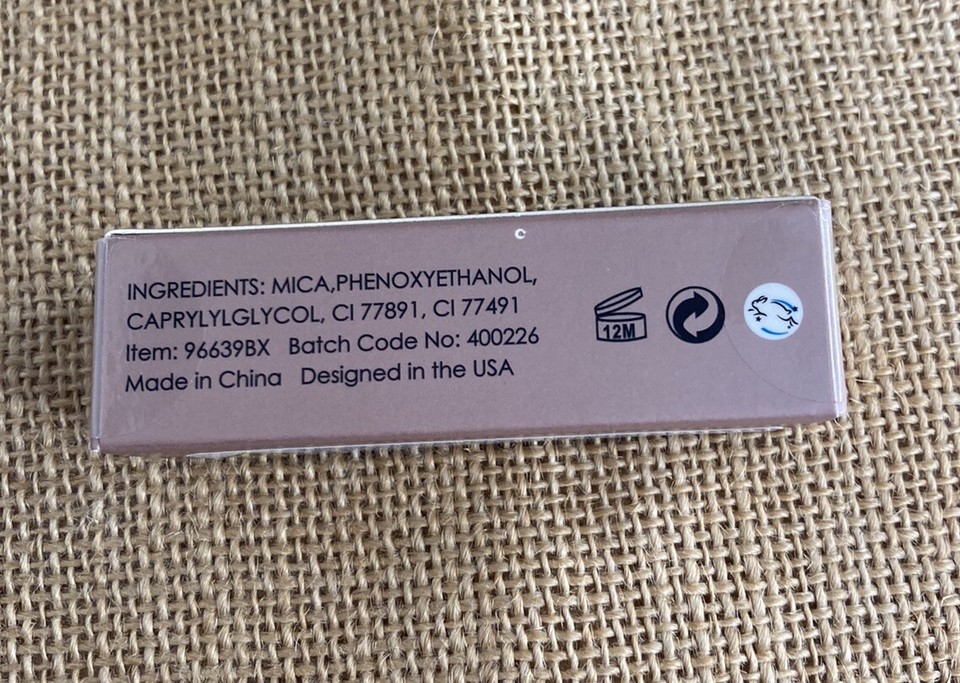 c
INGREDIENTS: MICA,PHENOXYETHANOL,
CAPRYLYLGLYCOL, CI 77891, CI 77491
Item: 96639BX Batch Code No: 400226
Made in China Designed in the USA
12M